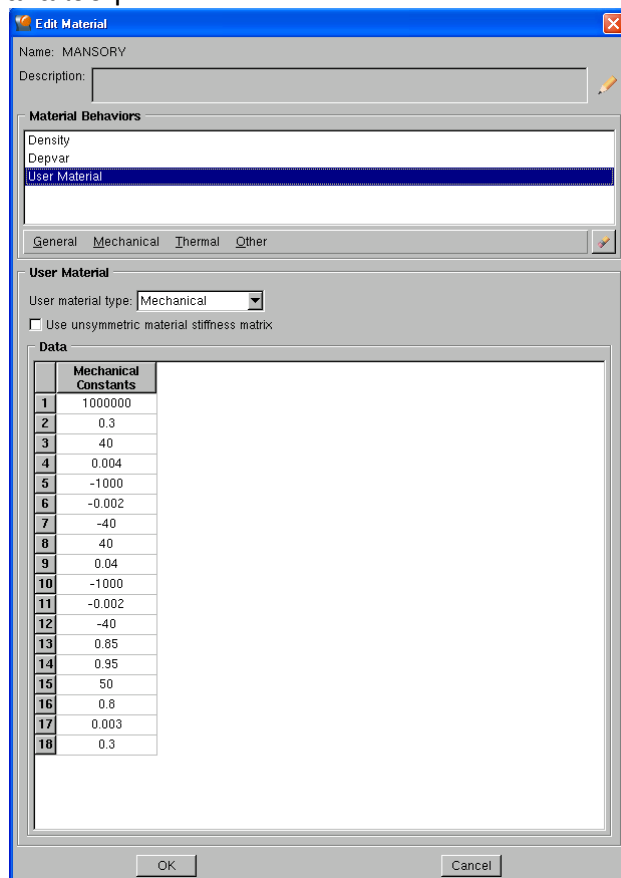 Edit Material
Name: MANSORY
Description:
Material Behaviors
Density
Depvar
User Material
General Mechanical Thermal Other
User Material
User material type: Mechanical
Use unsymmetric material stiffness matrix
Data
Mechanical
Constants
1 1000000
2 0.3
3 40
4 0.004
5 -1000
6 -0.002
7 -40
8 40
9 0.04
10 -1000
11 -0.002
12 -40
13 0.85
14 0.95
15 50
16 0.8
17 0.003
18 0.3
OK Cancel